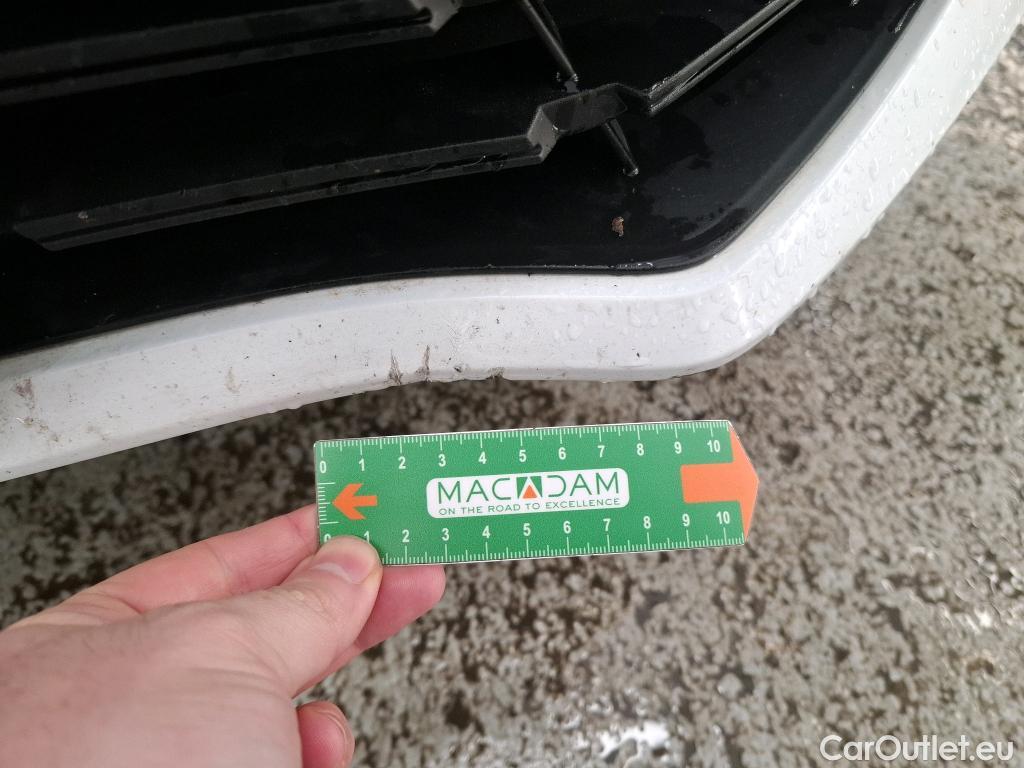 0 1 2 3 4 5 6 7 8 9 10
MACADAM
ON THE ROAD TO EXCELLENCE
0 1 2 3 4 5 6 7 8 9 10
CarOutlet.eu